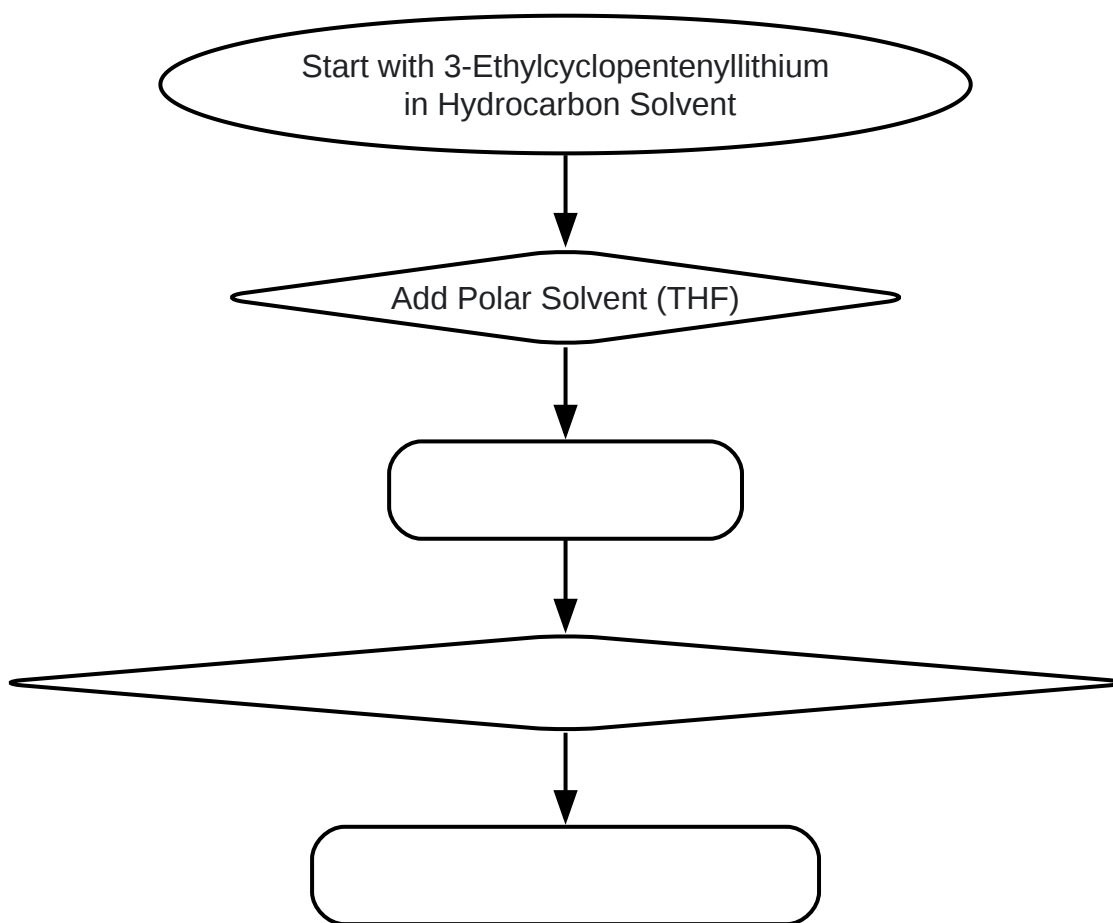 Start with 3-Ethylcyclopentenyllithium
in Hydrocarbon Solvent
Add Polar Solvent (THF)